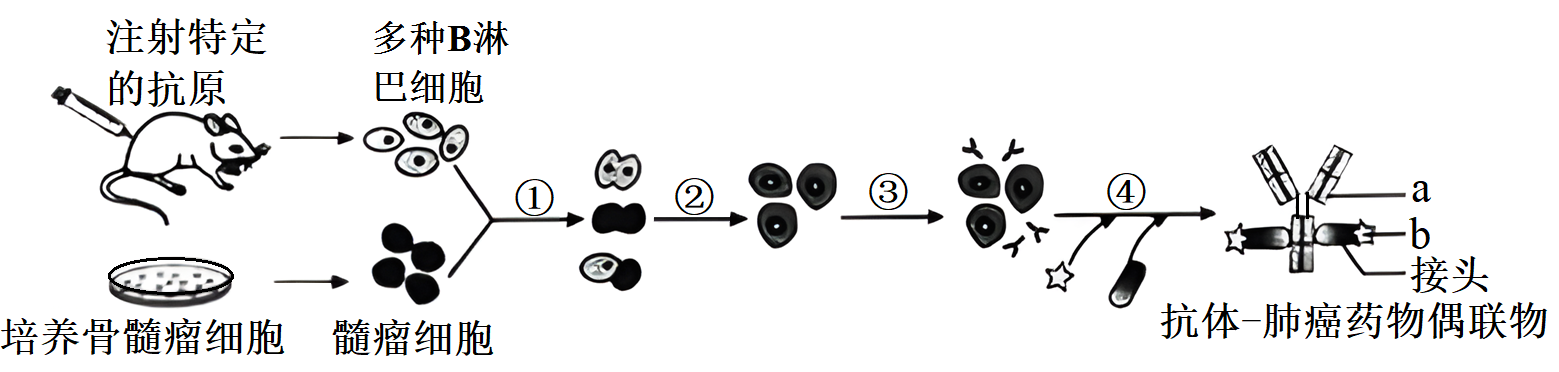 注射特定
的抗原
多种B淋
巴细胞
①
②
③
④
a
b
接头
培养骨髓瘤细胞
髓瘤细胞
抗体-肺癌药物偶联物